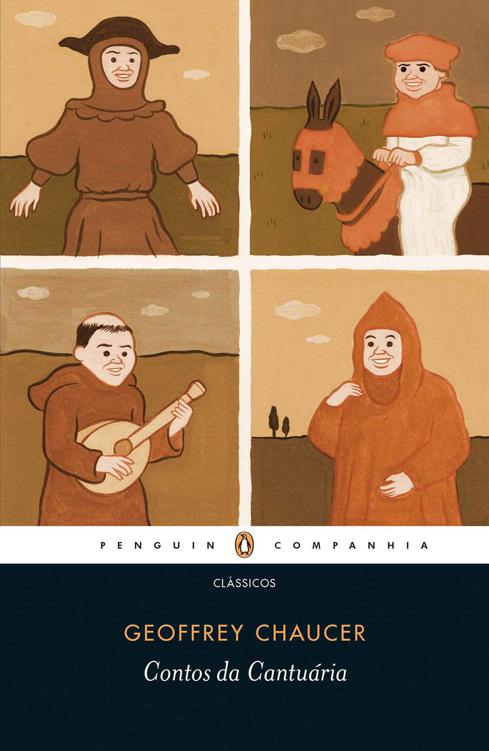 PENGUIN COMPANHIA
CLÁSSICOS
GEOFFREY CHAUCER
Contos da Cantuária